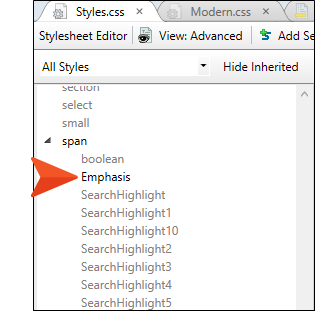 Styles.css ×
Modern.css ×
Stylesheet Editor View: Advanced Add Se
All Styles Hide Inherited
section
select
small
span
boolean
Emphasis
SearchHighlight
SearchHighlight1
SearchHighlight10
SearchHighlight2
SearchHighlight3
SearchHighlight4
SearchHighlight5